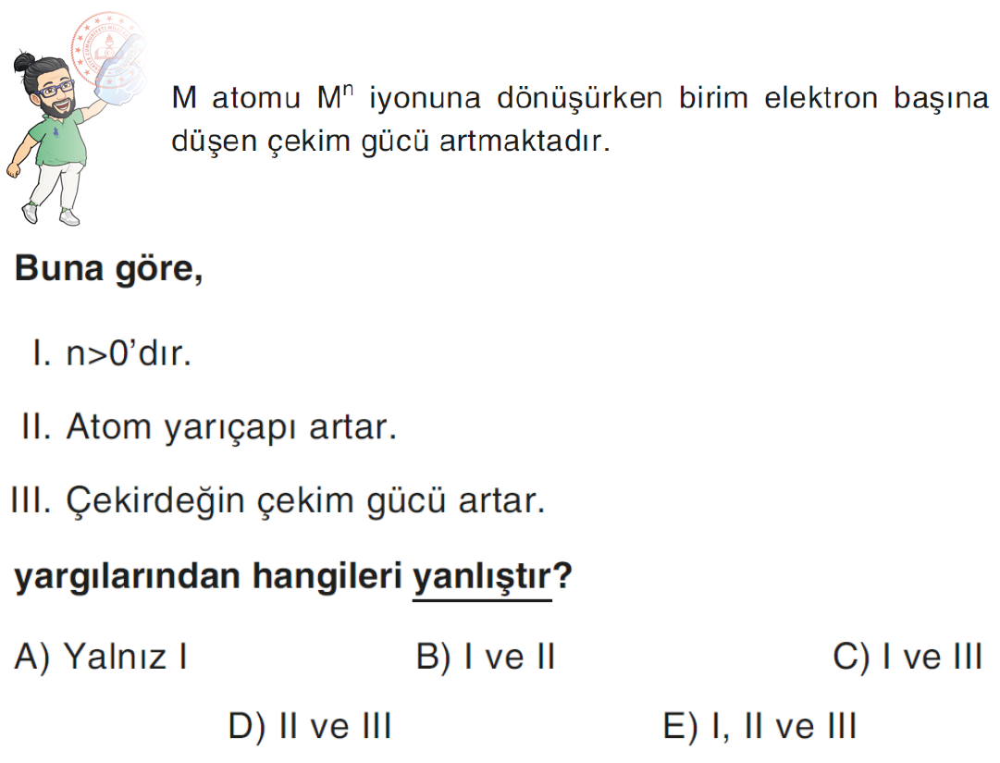 M atomu Mⁿ iyonuna dönüşürken birim elektron başına
düşen çekim gücü artmaktadır.
Buna göre,
I. n>0’dır.
II. Atom yarıçapı artar.
III. Çekirdeğin çekim gücü artar.
yargılarından hangileri yanlıştır?
A) Yalnız I B) I ve II C) I ve III
D) II ve III E) I, II ve III